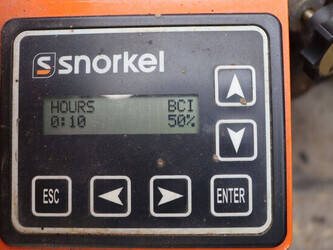 snorkel
HOURS BCI
0:10 50%
ESC ENTER